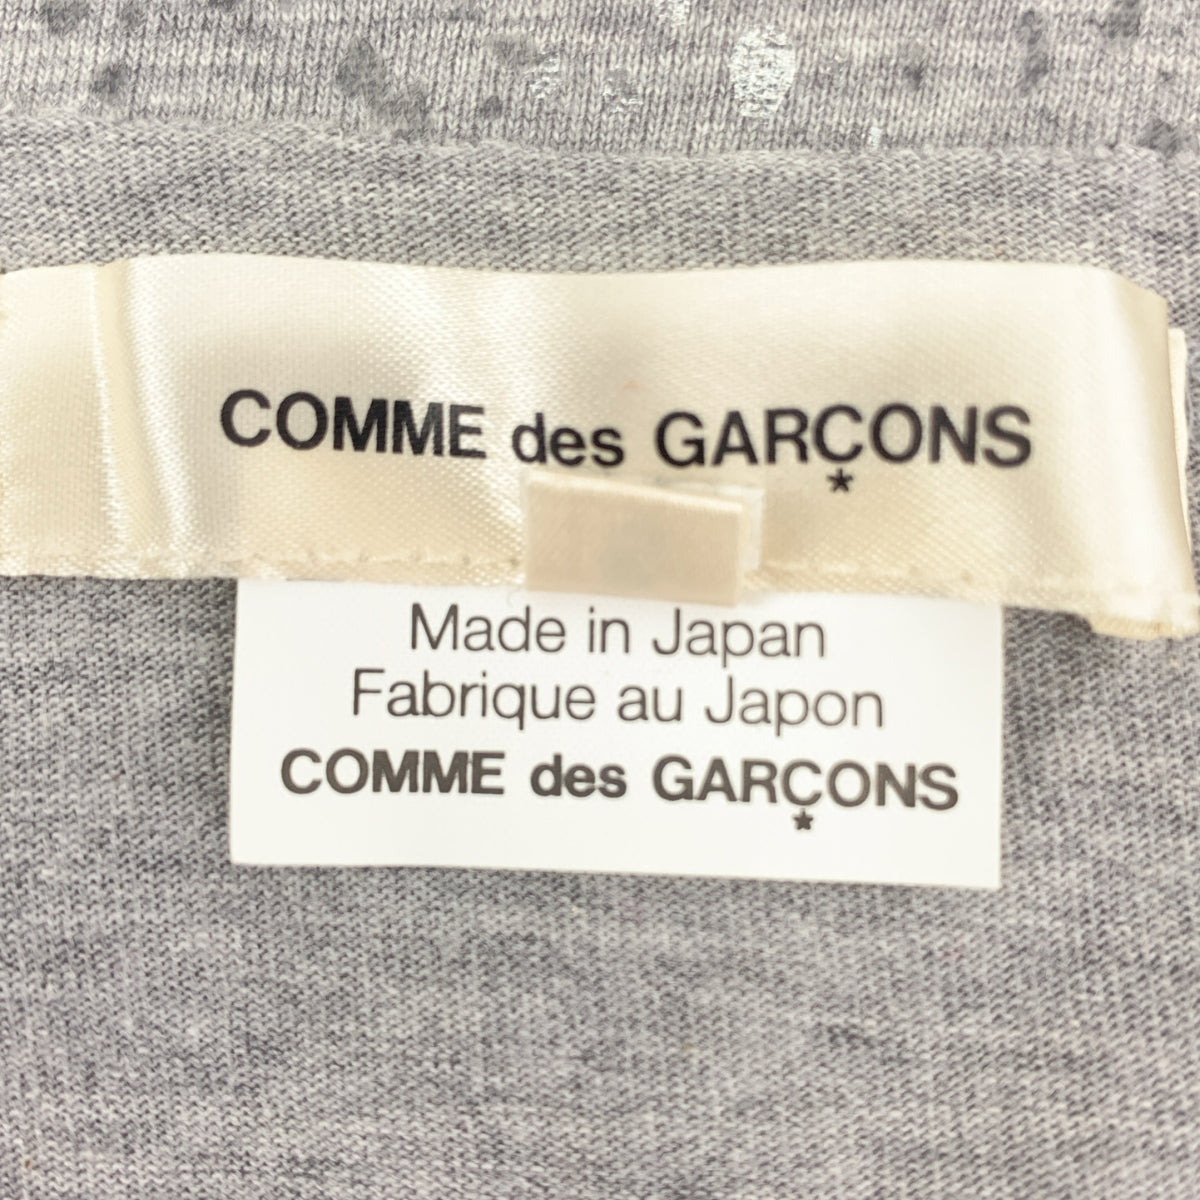 COMME des GARÇONS
Made in Japan
Fabrique au Japon
COMME des GARÇONS